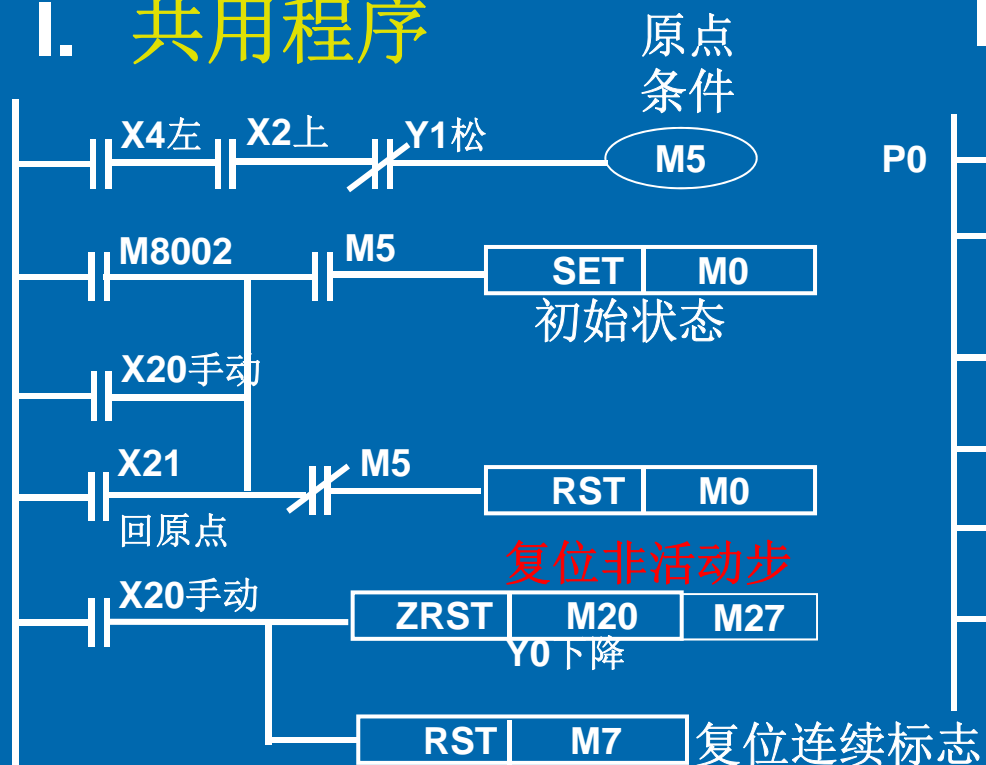 I. 共用程序
原点
条件
X4左 X2上 Y1松 M5 P0
M8002 M5 SET M0
初始状态
X20手动
X21 M5 RST M0
回原点
复位非活动步
X20手动 ZRST M20 M27
Y0下降
RST M7 复位连续标志